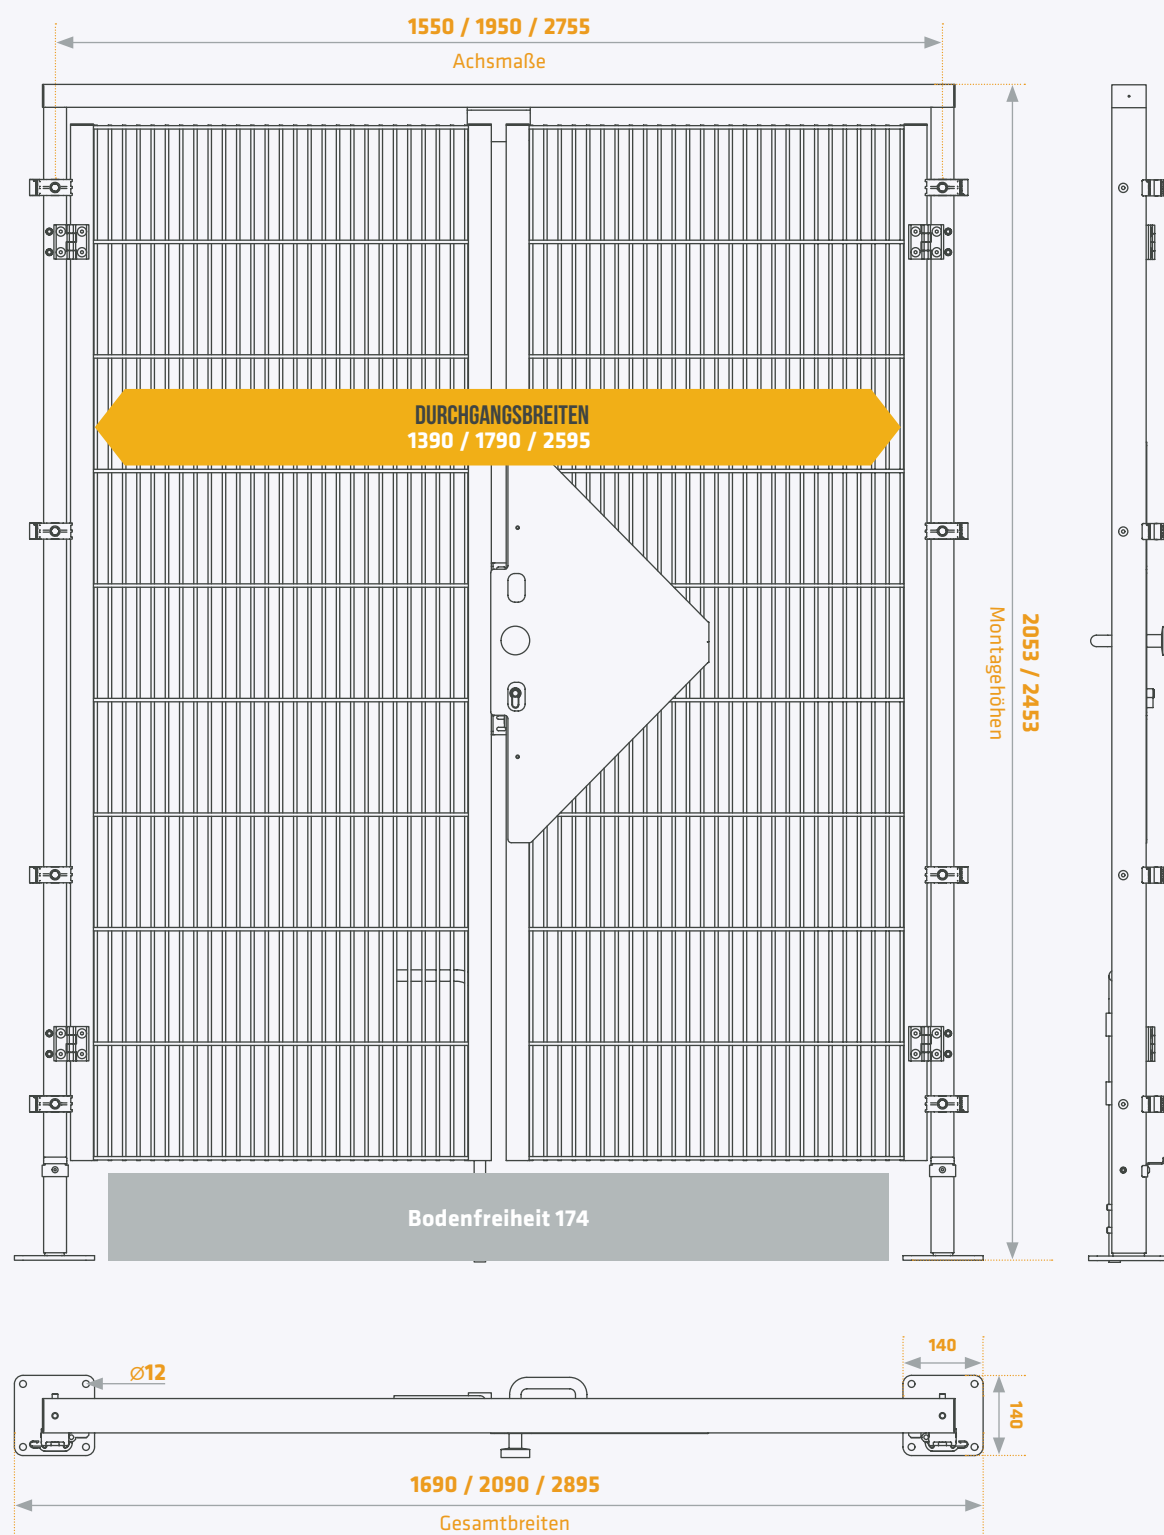 1550 / 1950 / 2755
Achsmaße
DURCHGANGSBREITEN
1390 / 1790 / 2595
2053 / 2453
Montagehöhen
Bodenfreiheit 174
140
Ø12
140
1690 / 2090 / 2895
Gesamtbreiten